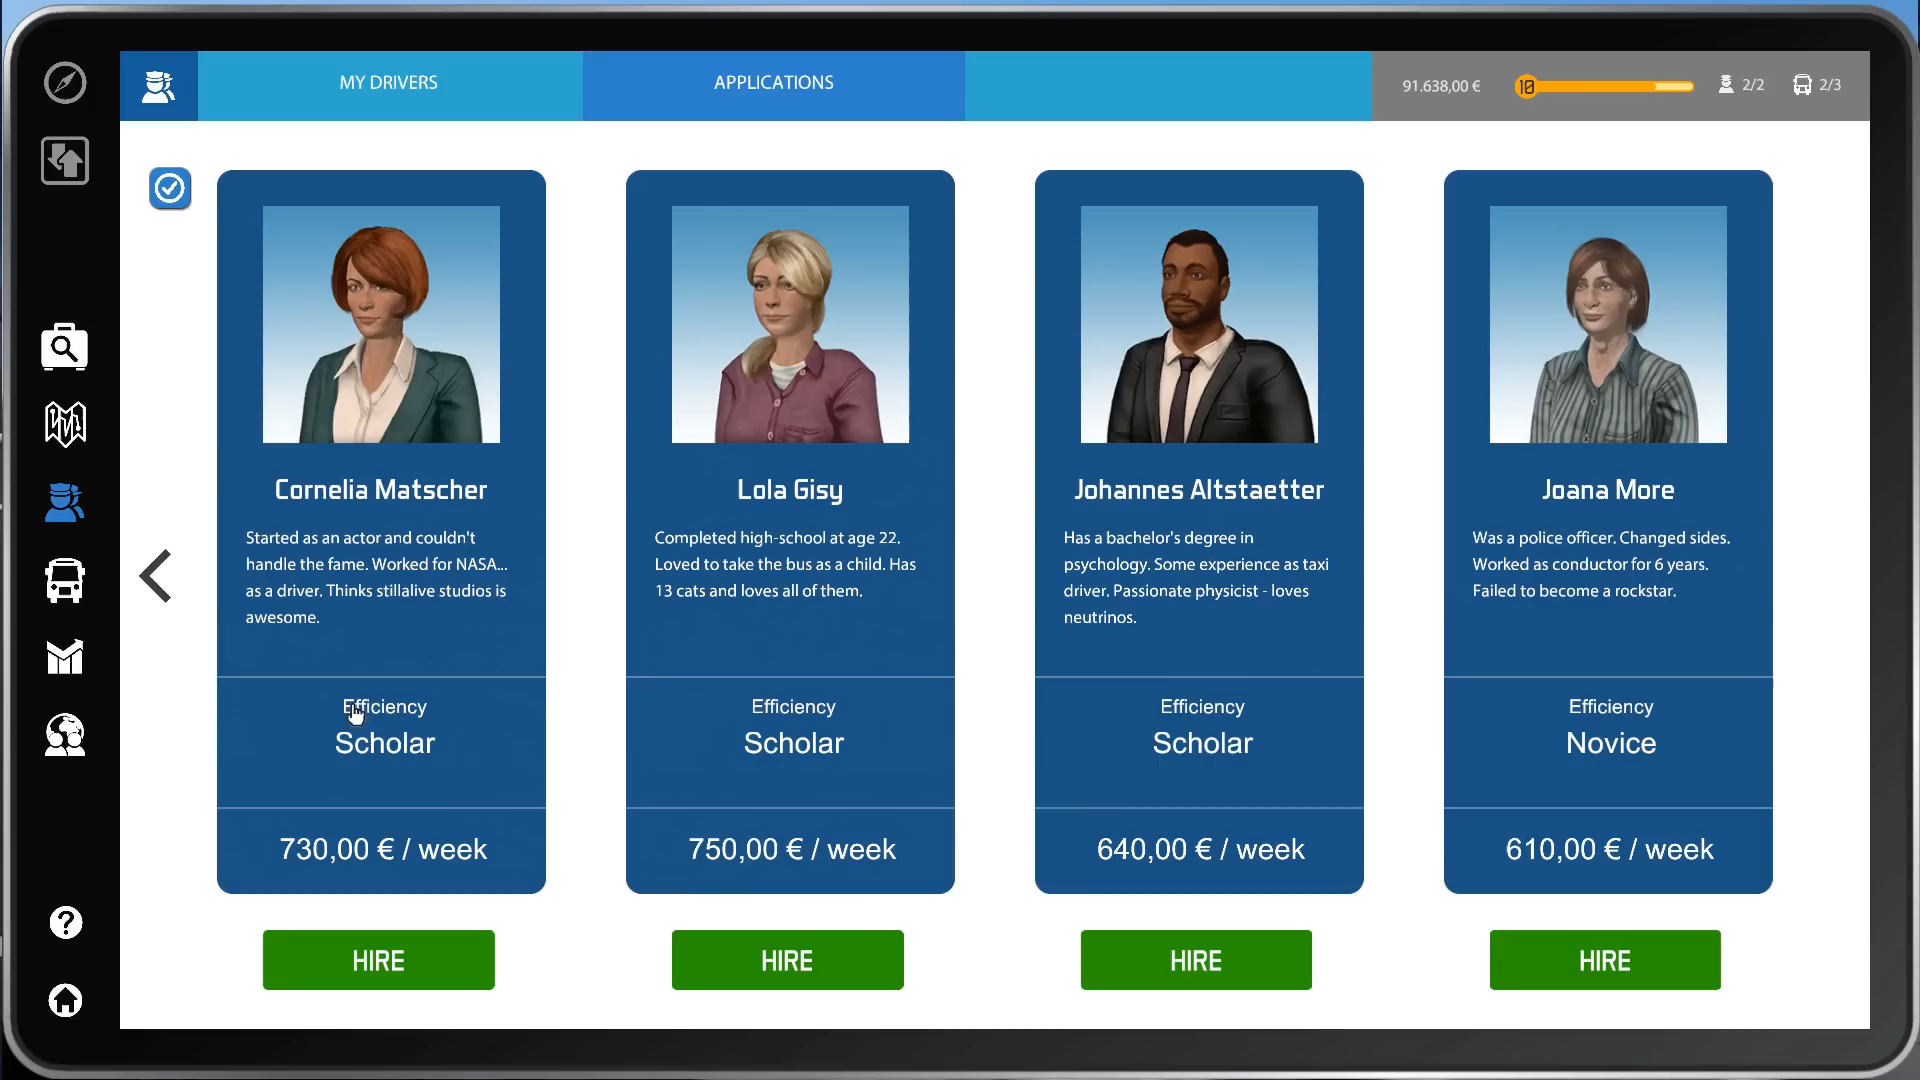 MY DRIVERS
APPLICATIONS
91.638,00 €
10
2/2
2/3
Cornelia Matscher
Started as an actor and couldn't
handle the fame. Worked for NASA...
as a driver. Thinks stillalive studios is
awesome.
Efficiency
Scholar
730,00 € / week
HIRE
Lola Gisy
Completed high-school at age 22.
Loved to take the bus as a child. Has
13 cats and loves all of them.
Efficiency
Scholar
750,00 € / week
HIRE
Johannes Altstaetter
Has a bachelor's degree in
psychology. Some experience as taxi
driver. Passionate physicist - loves
neutrinos.
Efficiency
Scholar
640,00 € / week
HIRE
Joana More
Was a police officer. Changed sides.
Worked as conductor for 6 years.
Failed to become a rockstar.
Efficiency
Novice
610,00 € / week
HIRE
?